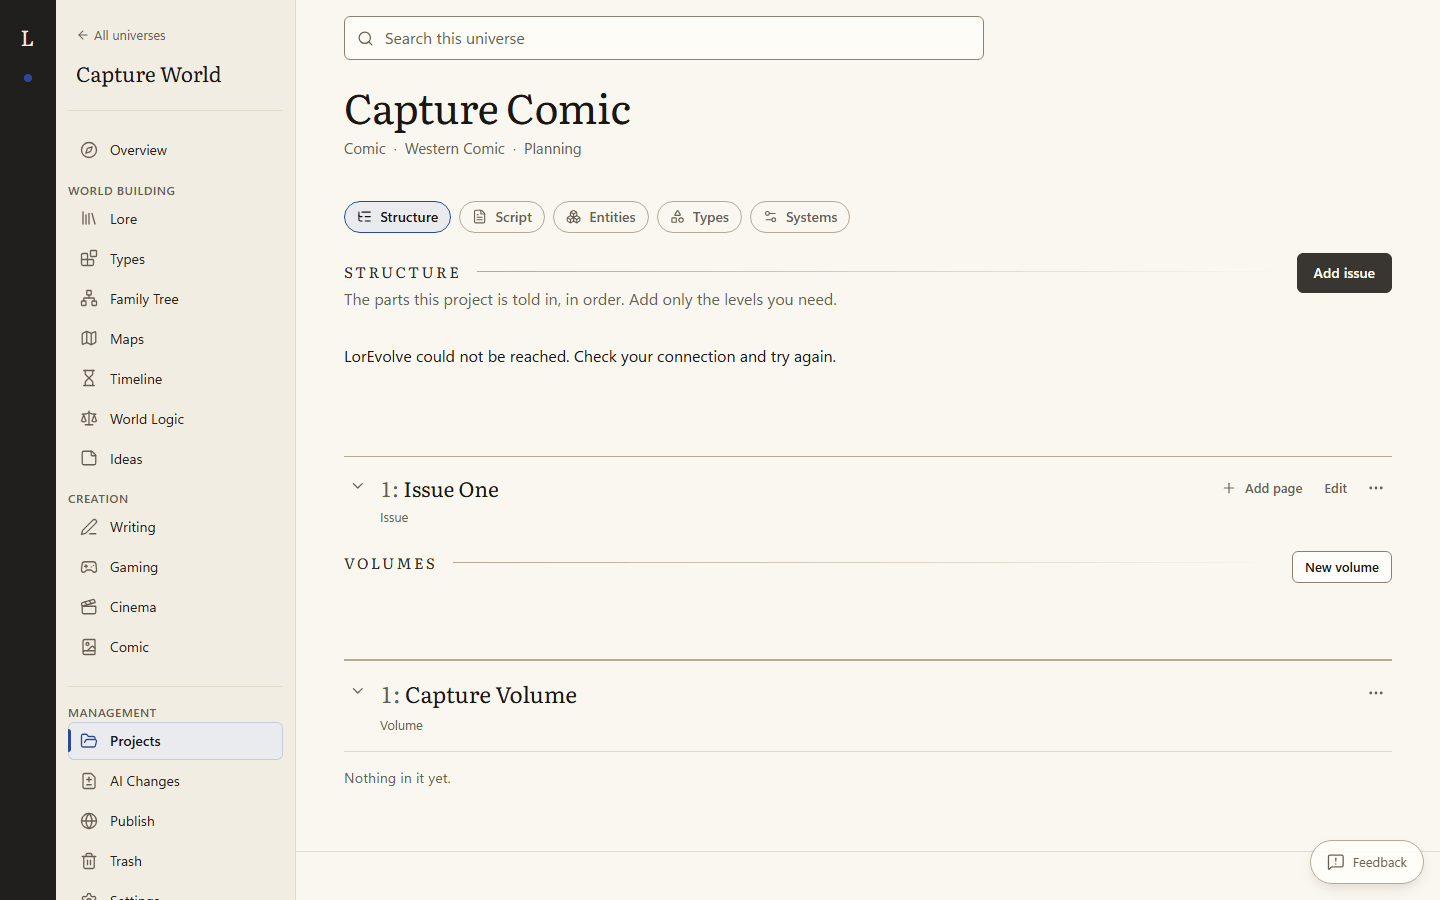 L
All universes
Capture World
Overview
WORLD BUILDING
Lore
Types
Family Tree
Maps
Timeline
World Logic
Ideas
CREATION
Writing
Gaming
Cinema
Comic
MANAGEMENT
Projects
AI Changes
Publish
Trash
Settings
Search this universe
Capture Comic
Comic · Western Comic · Planning
Structure Script Entities Types Systems
STRUCTURE Add issue
The parts this project is told in, in order. Add only the levels you need.
LorEvolve could not be reached. Check your connection and try again.
1: Issue One Add page Edit
Issue
VOLUMES New volume
1: Capture Volume
Volume
Nothing in it yet.
Feedback